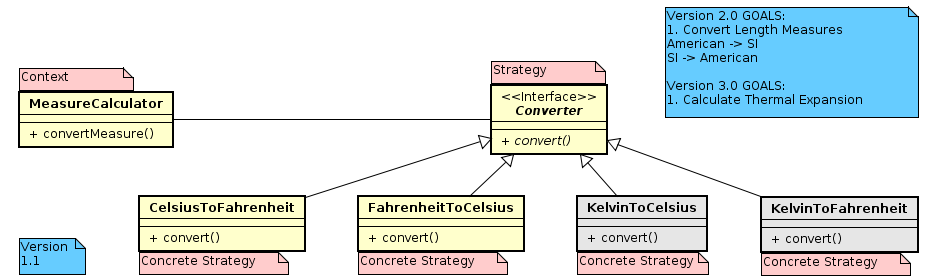 Version 2.0 GOALS:
1. Convert Length Measures
American -> SI
SI -> American
Version 3.0 GOALS:
1. Calculate Thermal Expansion
Context
MeasureCalculator
+ convertMeasure()
Strategy
<<Interface>>
Converter
+ convert()
CelsiusToFahrenheit
+ convert()
Concrete Strategy
FahrenheitToCelsius
+ convert()
Concrete Strategy
KelvinToCelsius
+ convert()
Concrete Strategy
KelvinToFahrenheit
+ convert()
Concrete Strategy
Version
1.1